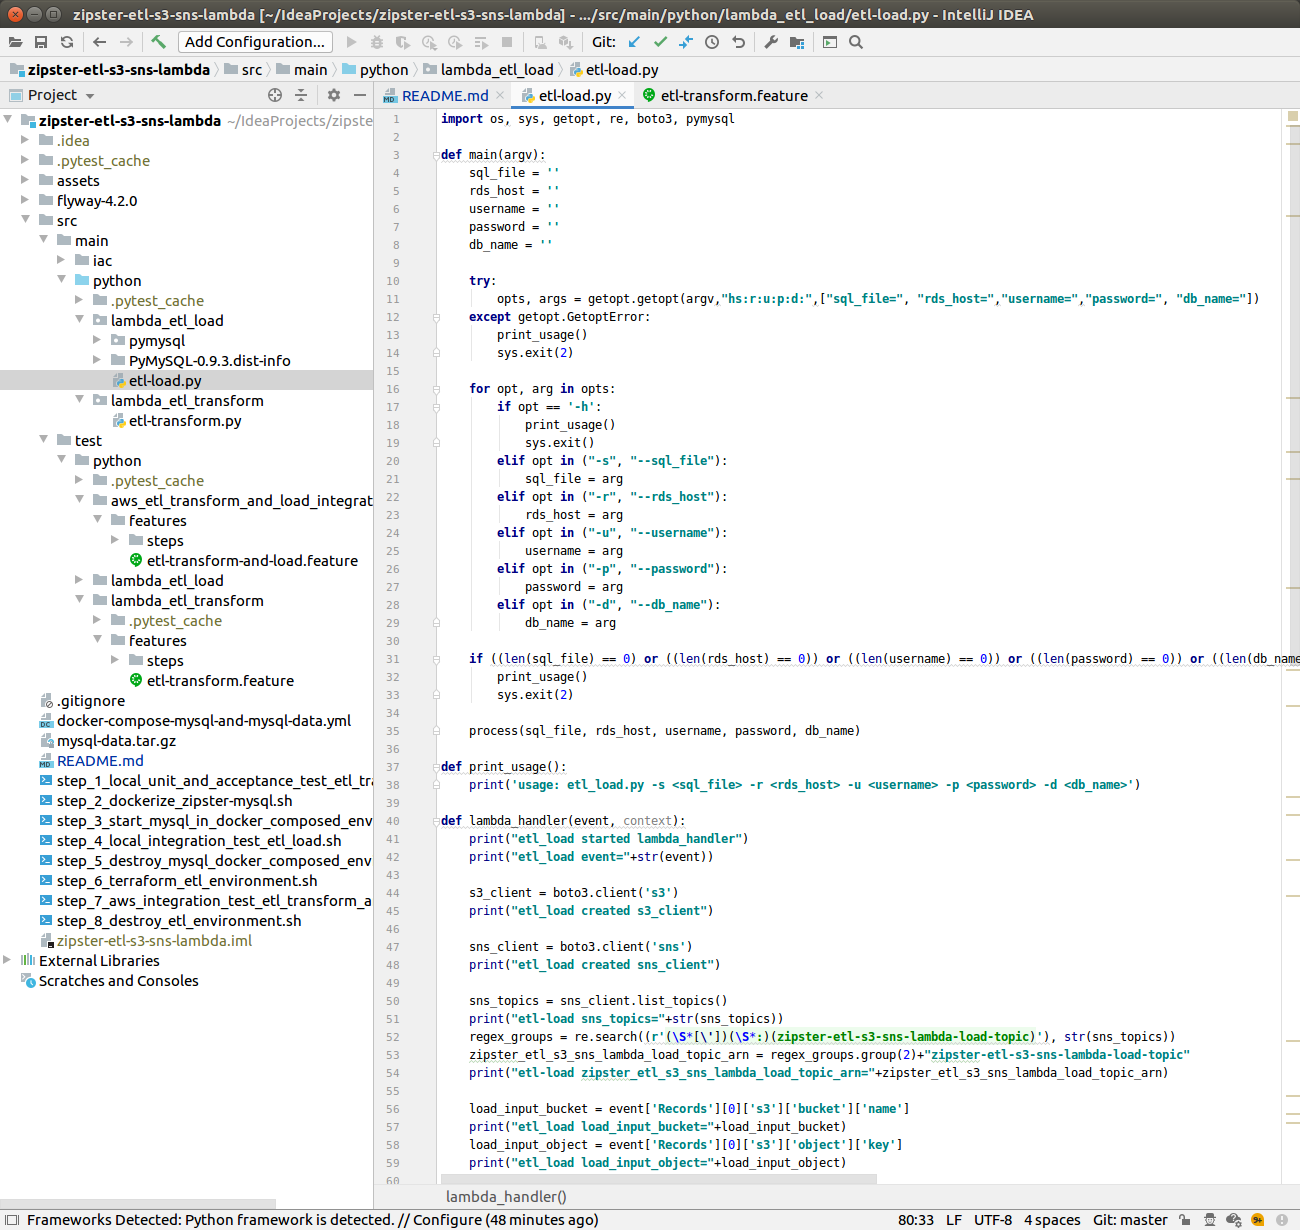 zipster-etl-s3-sns-lambda [~/IdeaProjects/zipster-etl-s3-sns-lambda] - .../src/main/python/lambda_etl_load/etl-load.py - IntelliJ IDEA
Add Configuration... Git:
zipster-etl-s3-sns-lambda src main python lambda_etl_load etl-load.py
Project
README.md etl-load.py etl-transform.feature
zipster-etl-s3-sns-lambda ~/IdeaProjects/zipste
.idea
.pytest_cache
assets
flyway-4.2.0
src
main
iac
python
.pytest_cache
lambda_etl_load
pymysql
PyMySQL-0.9.3.dist-info
etl-load.py
lambda_etl_transform
etl-transform.py
test
python
.pytest_cache
aws_etl_transform_and_load_integrat
features
steps
etl-transform-and-load.feature
lambda_etl_load
lambda_etl_transform
.pytest_cache
features
steps
etl-transform.feature
.gitignore
docker-compose-mysql-and-mysql-data.yml
mysql-data.tar.gz
README.md
step_1_local_unit_and_acceptance_test_etl_tra
step_2_dockerize_zipster-mysql.sh
step_3_start_mysql_in_docker_composed_env
step_4_local_integration_test_etl_load.sh
step_5_destroy_mysql_docker_composed_env
step_6_terraform_etl_environment.sh
step_7_aws_integration_test_etl_transform_a
step_8_destroy_etl_environment.sh
zipster-etl-s3-sns-lambda.iml
External Libraries
Scratches and Consoles
1 import os, sys, getopt, re, boto3, pymysql
2
3 def main(argv):
4 sql_file = ''
5 rds_host = ''
6 username = ''
7 password = ''
8 db_name = ''
9
10 try:
11 opts, args = getopt.getopt(argv,"hs:r:u:p:d:",["sql_file=", "rds_host=","username=","password=", "db_name="])
12 except getopt.GetoptError:
13 print_usage()
14 sys.exit(2)
15
16 for opt, arg in opts:
17 if opt == '-h':
18 print_usage()
19 sys.exit()
20 elif opt in ("-s", "--sql_file"):
21 sql_file = arg
22 elif opt in ("-r", "--rds_host"):
23 rds_host = arg
24 elif opt in ("-u", "--username"):
25 username = arg
26 elif opt in ("-p", "--password"):
27 password = arg
28 elif opt in ("-d", "--db_name"):
29 db_name = arg
30
31 if ((len(sql_file) == 0) or ((len(rds_host) == 0)) or ((len(username) == 0)) or ((len(password) == 0)) or ((len(db_name
32 print_usage()
33 sys.exit(2)
34
35 process(sql_file, rds_host, username, password, db_name)
36
37 def print_usage():
38 print('usage: etl_load.py -s <sql_file> -r <rds_host> -u <username> -p <password> -d <db_name>')
39
40 def lambda_handler(event, context):
41 print("etl_load started lambda_handler")
42 print("etl_load event="+str(event))
43
44 s3_client = boto3.client('s3')
45 print("etl_load created s3_client")
46
47 sns_client = boto3.client('sns')
48 print("etl_load created sns_client")
49
50 sns_topics = sns_client.list_topics()
51 print("etl-load sns_topics="+str(sns_topics))
52 regex_groups = re.search((r'(\S*[\'])(\S*:)(zipster-etl-s3-sns-lambda-load-topic)'), str(sns_topics))
53 zipster_etl_s3_sns_lambda_load_topic_arn = regex_groups.group(2)+"zipster-etl-s3-sns-lambda-load-topic"
54 print("etl-load zipster_etl_s3_sns_lambda_load_topic_arn="+zipster_etl_s3_sns_lambda_load_topic_arn)
55
56 load_input_bucket = event['Records'][0]['s3']['bucket']['name']
57 print("etl_load load_input_bucket="+load_input_bucket)
58 load_input_object = event['Records'][0]['s3']['object']['key']
59 print("etl_load load_input_object="+load_input_object)
60
lambda_handler()
Frameworks Detected: Python framework is detected. // Configure (48 minutes ago) 80:33 LF UTF-8 4 spaces Git: master 9+